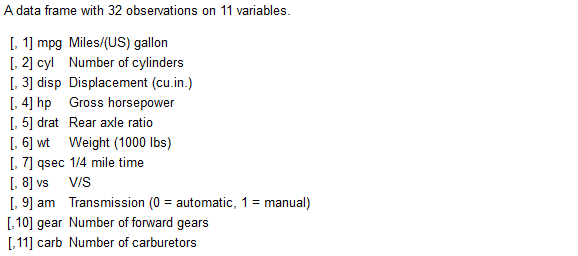 A data frame with 32 observations on 11 variables.
[, 1] mpg Miles/(US) gallon
[, 2] cyl Number of cylinders
[, 3] disp Displacement (cu.in.)
[, 4] hp Gross horsepower
[, 5] drat Rear axle ratio
[, 6] wt Weight (1000 lbs)
[, 7] qsec 1/4 mile time
[, 8] vs V/S
[, 9] am Transmission (0 = automatic, 1 = manual)
[,10] gear Number of forward gears
[,11] carb Number of carburetors